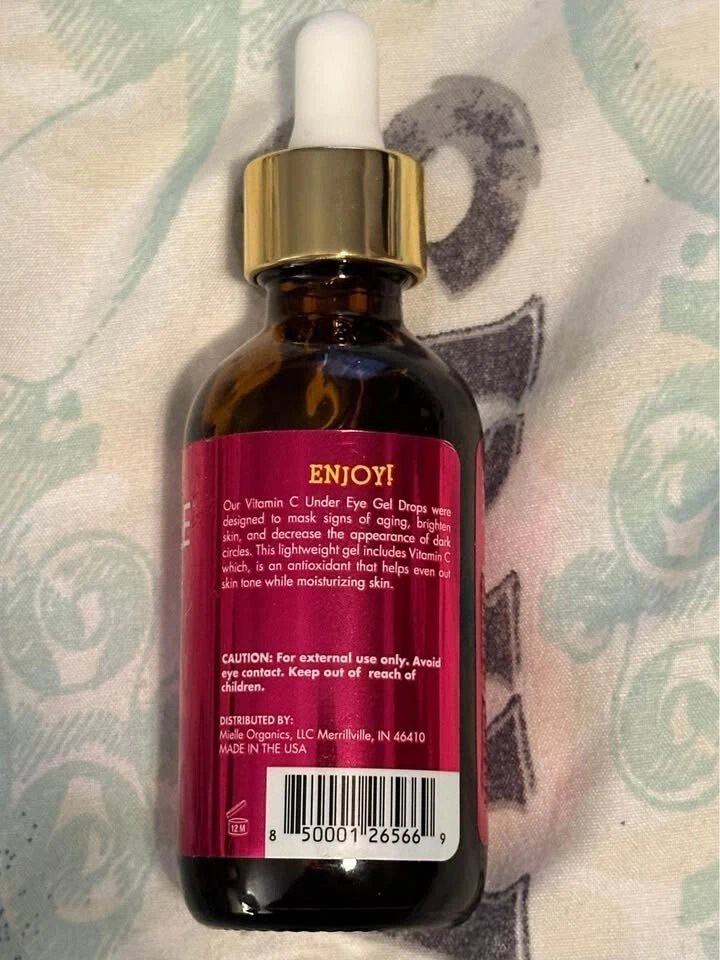 E
ENJOY!
Our Vitamin C Under Eye Gel Drops were
designed to mask signs of aging, brighten
skin, and decrease the appearance of dark
circles. This lightweight gel includes Vitamin C
which, is an antioxidant that helps even out
skin tone while moisturizing skin.
CAUTION: For external use only. Avoid
eye contact. Keep out of reach of
children.
DISTRIBUTED BY:
Mielle Organics, LLC Merrillville, IN 46410
MADE IN THE USA
12 M
8 50001 26566 9